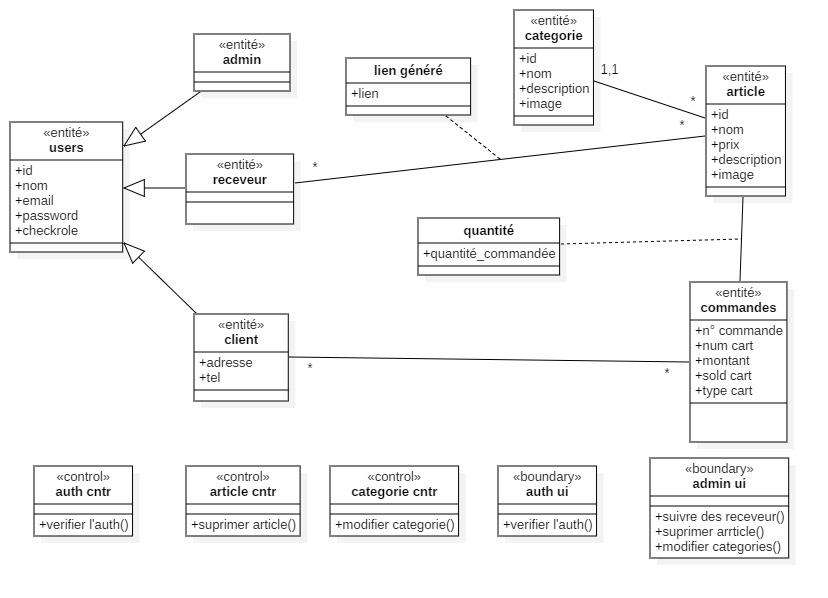 «entité»
admin
«entité»
users
+id
+nom
+email
+password
+checkrole
«entité»
receveur
«entité»
client
+adresse
+tel
lien généré
+lien
«entité»
categorie
+id
+nom
+description
+image
1,1
*
*
*
«entité»
article
+id
+nom
+prix
+description
+image
quantité
+quantité_commandée
«entité»
commandes
+n° commande
+num cart
+montant
+sold cart
+type cart
*
*
«control»
auth cntr
+verifier l'auth()
«control»
article cntr
+suprimer article()
«control»
categorie cntr
+modifier categorie()
«boundary»
auth ui
+verifier l'auth()
«boundary»
admin ui
+suivre des receveur()
+suprimer arrticle()
+modifier categories()